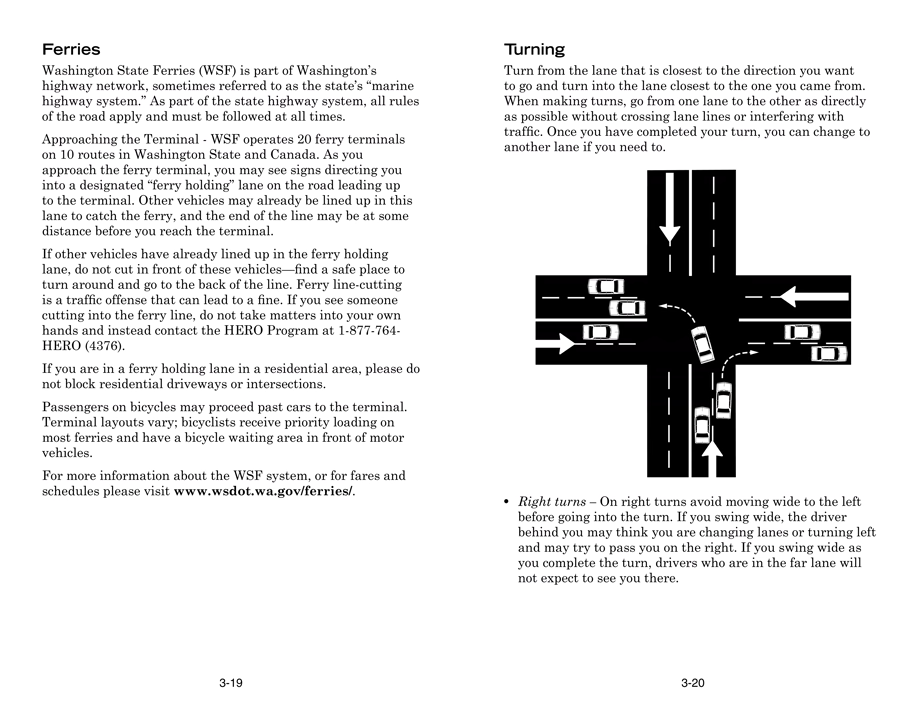 Ferries
Washington State Ferries (WSF) is part of Washington’s
highway network, sometimes referred to as the state’s “marine
highway system.” As part of the state highway system, all rules
of the road apply and must be followed at all times.
Approaching the Terminal - WSF operates 20 ferry terminals
on 10 routes in Washington State and Canada. As you
approach the ferry terminal, you may see signs directing you
into a designated “ferry holding” lane on the road leading up
to the terminal. Other vehicles may already be lined up in this
lane to catch the ferry, and the end of the line may be at some
distance before you reach the terminal.
If other vehicles have already lined up in the ferry holding
lane, do not cut in front of these vehicles—find a safe place to
turn around and go to the back of the line. Ferry line-cutting
is a traffic offense that can lead to a fine. If you see someone
cutting into the ferry line, do not take matters into your own
hands and instead contact the HERO Program at 1-877-764-
HERO (4376).
If you are in a ferry holding lane in a residential area, please do
not block residential driveways or intersections.
Passengers on bicycles may proceed past cars to the terminal.
Terminal layouts vary; bicyclists receive priority loading on
most ferries and have a bicycle waiting area in front of motor
vehicles.
For more information about the WSF system, or for fares and
schedules please visit www.wsdot.wa.gov/ferries/.
3-19
Turning
Turn from the lane that is closest to the direction you want
to go and turn into the lane closest to the one you came from.
When making turns, go from one lane to the other as directly
as possible without crossing lane lines or interfering with
traffic. Once you have completed your turn, you can change to
another lane if you need to.
• Right turns – On right turns avoid moving wide to the left
before going into the turn. If you swing wide, the driver
behind you may think you are changing lanes or turning left
and may try to pass you on the right. If you swing wide as
you complete the turn, drivers who are in the far lane will
not expect to see you there.
3-20